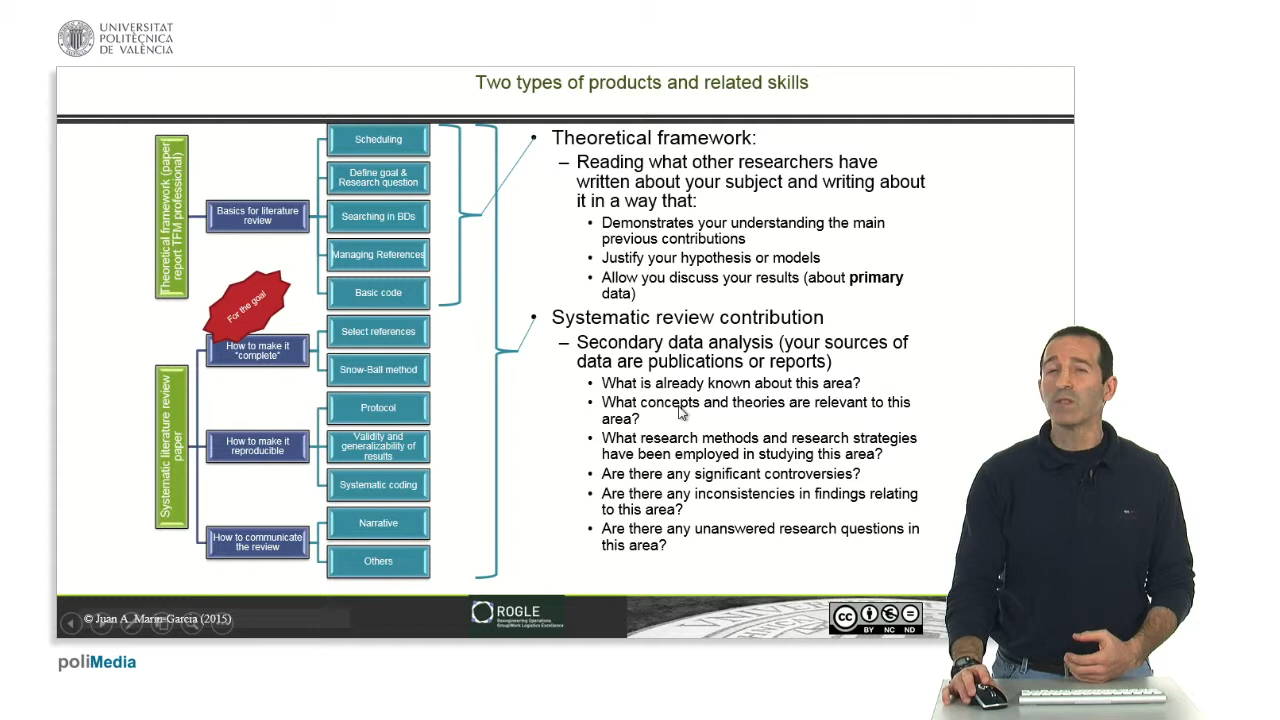 UNIVERSITAT
POLITÈCNICA
DE VALÈNCIA
Two types of products and related skills
Theoretical framework (paper
report TFM professional)
Basics for literature
review
Scheduling
Define goal &
Research question
Searching in BDs
Managing References
Basic code
For the goal
Systematic literature review
paper
How to make it
"complete"
Select references
Snow-Ball method
How to make it
reproducible
Protocol
Validity and
generalizability of
results
Systematic coding
How to communicate
the review
Narrative
Others
• Theoretical framework:
– Reading what other researchers have
written about your subject and writing about
it in a way that:
• Demonstrates your understanding the main
previous contributions
• Justify your hypothesis or models
• Allow you discuss your results (about primary
data)
• Systematic review contribution
– Secondary data analysis (your sources of
data are publications or reports)
• What is already known about this area?
• What concepts and theories are relevant to this
area?
• What research methods and research strategies
have been employed in studying this area?
• Are there any significant controversies?
• Are there any inconsistencies in findings relating
to this area?
• Are there any unanswered research questions in
this area?
© Juan A. Marin-Garcia (2015)
ROGLE
Reengineering Operations
GroupWork Logistics Excellence
cc
BY NC ND
poliMedia